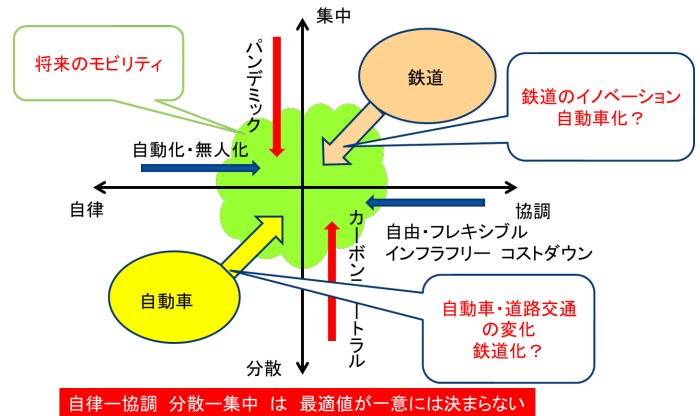 集中
将来のモビリティ
パンデミック
鉄道
鉄道のイノベーション
自動車化？
自動化・無人化
自律
協調
自由・フレキシブル
インフラフリー コストダウン
カーボンニュートラル
自動車
自動車・道路交通
の変化
鉄道化？
分散
自律ー協調 分散ー集中 は 最適値が一意には決まらない